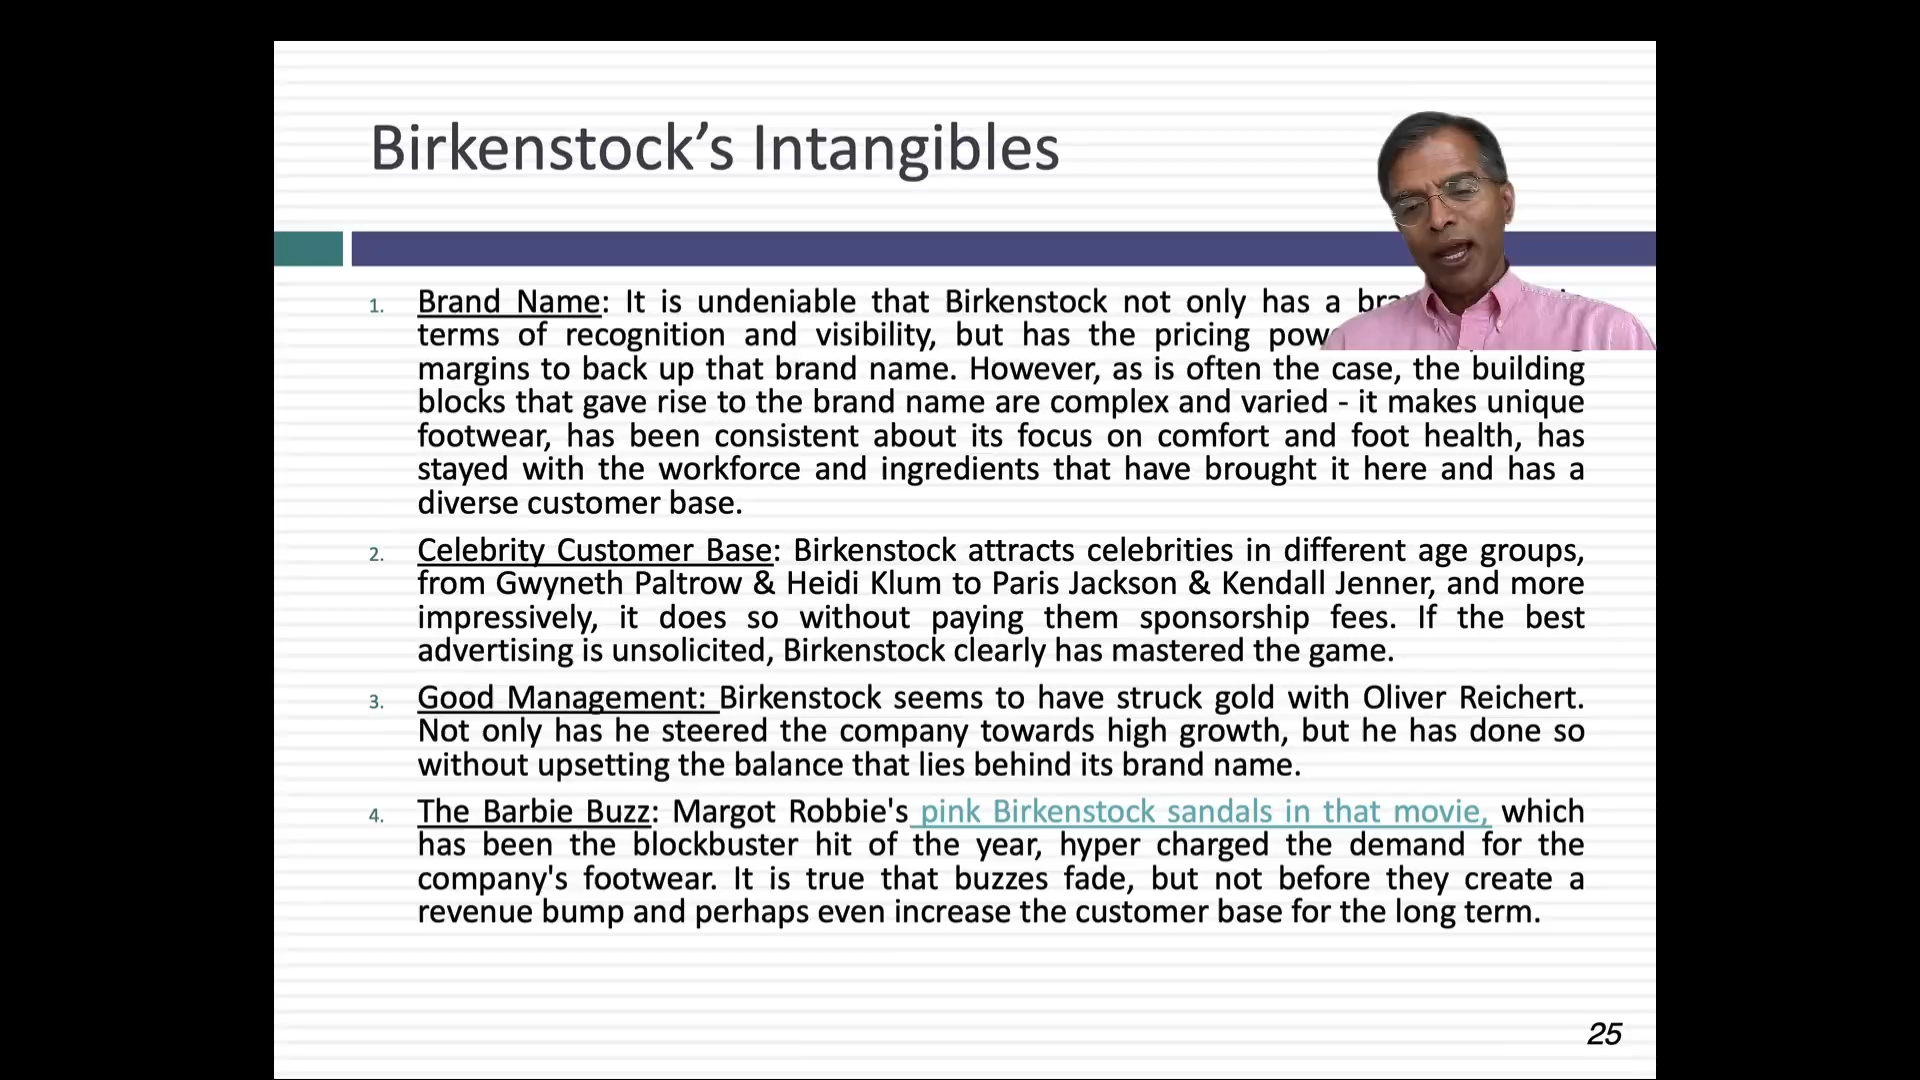 Birkenstock's Intangibles
1. Brand Name: It is undeniable that Birkenstock not only has a
terms of recognition and visibility, but has the pricing
margins to back up that brand name. However, as is often the case, the building
blocks that gave rise to the brand name are complex and varied - it makes unique
footwear, has been consistent about its focus on comfort and foot health, has
stayed with the workforce and ingredients that have brought it here and has a
diverse customer base.
2. Celebrity Customer Base: Birkenstock attracts celebrities in different age groups,
from Gwyneth Paltrow & Heidi Klum to Paris Jackson & Kendall Jenner, and more
impressively, it does so without paying them sponsorship fees. If the best
advertising is unsolicited, Birkenstock clearly has mastered the game.
3. Good Management: Birkenstock seems to have struck gold with Oliver Reichert.
Not only has he steered the company towards high growth, but he has done so
without upsetting the balance that lies behind its brand name.
4. The Barbie Buzz: Margot Robbie's pink Birkenstock sandals in that movie, which
has been the blockbuster hit of the year, hyper charged the demand for the
company's footwear. It is true that buzzes fade, but not before they create a
revenue bump and perhaps even increase the customer base for the long term.
25